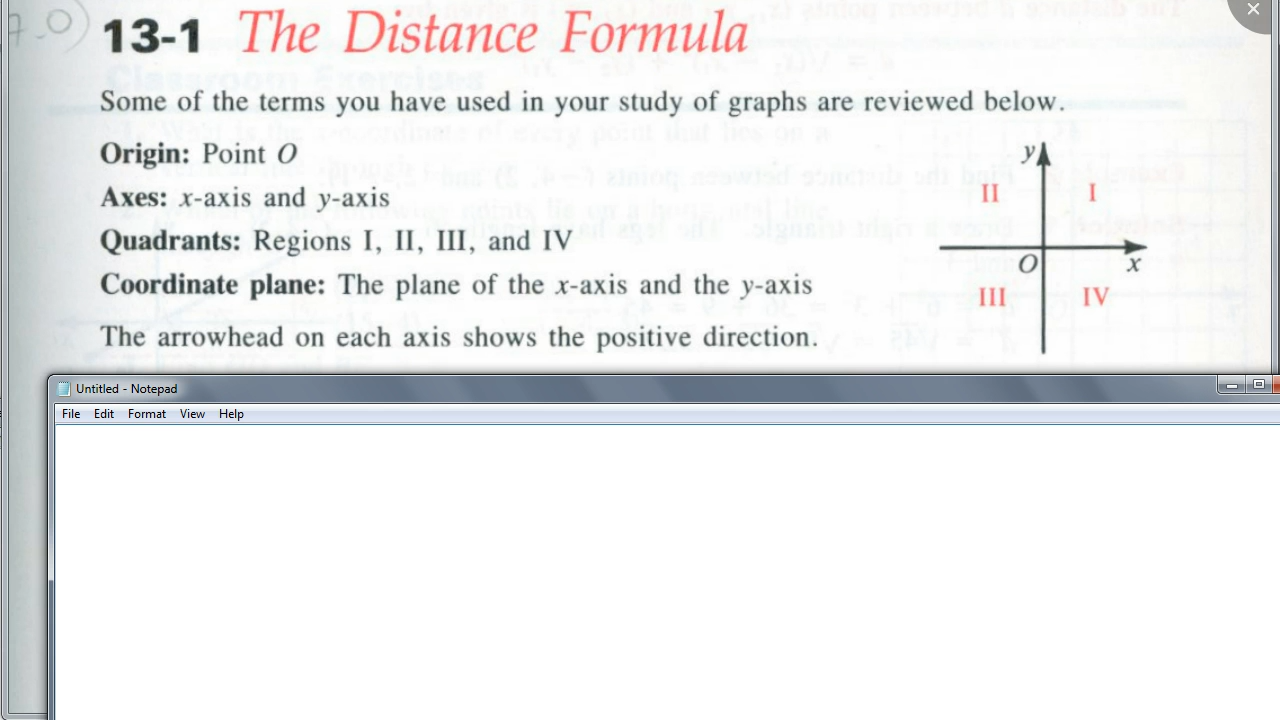 7.0)
13-1 The Distance Formula
Some of the terms you have used in your study of graphs are reviewed below.
Origin: Point O
Axes: x-axis and y-axis
Quadrants: Regions I, II, III, and IV
Coordinate plane: The plane of the x-axis and the y-axis
The arrowhead on each axis shows the positive direction.
y
II I
O x
III IV
Untitled - Notepad
File Edit Format View Help